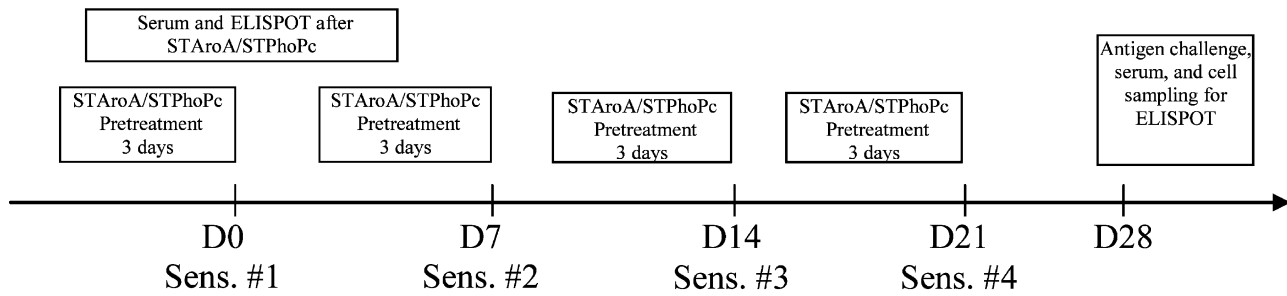 Serum and ELISPOT after
STAroA/STPhoPc
STAroA/STPhoPc
Pretreatment
3 days
STAroA/STPhoPc
Pretreatment
3 days
STAroA/STPhoPc
Pretreatment
3 days
STAroA/STPhoPc
Pretreatment
3 days
Antigen challenge,
serum, and cell
sampling for
ELISPOT
D0
Sens. #1
D7
Sens. #2
D14
Sens. #3
D21
Sens. #4
D28